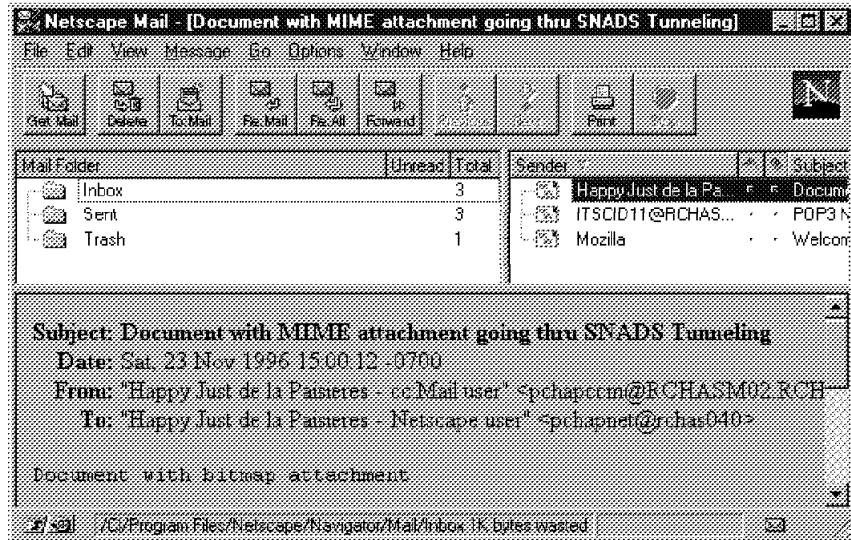 Netscape Mail - [Document with MIME attachment going thru SNADS Tunneling]
File Edit View Message Go Options Window Help
Get Mail Delete To: Mail Re: Mail Re: All Forward Print
N
Mail Folder Unread Total
Inbox 3
Sent 3
Trash 1
Sender Subject
Happy Just de la Pa... Docum
ITSCID11@RCHAS... POP3 N
Mozilla Welcom
Subject: Document with MIME attachment going thru SNADS Tunneling
Date: Sat, 23 Nov 1996 15:00:12 -0700
From: "Happy Just de la Paisieres - cc:Mail user" <pchapccm@RCHASM02.RCH
To: "Happy Just de la Paisieres - Netscape user" <pchapnet@rchas040>
Document with bitmap attachment
/C|/Program Files/Netscape/Navigator/Mail/Inbox 1K bytes wasted